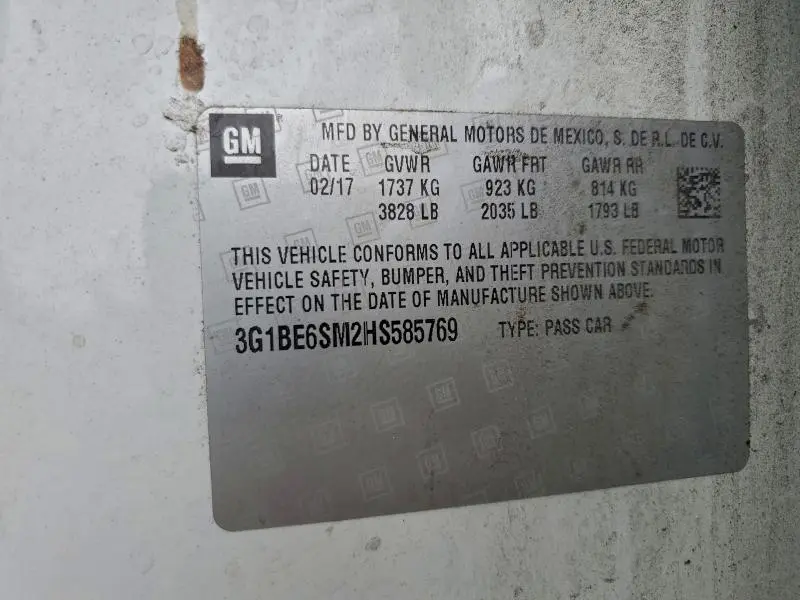 GM MFD BY GENERAL MOTORS DE MEXICO, S. DE R.L. DE C.V.
DATE GVWR GAWR FRT GAWR RR
02/17 1737 KG 923 KG 814 KG
3828 LB 2035 LB 1793 LB
THIS VEHICLE CONFORMS TO ALL APPLICABLE U.S. FEDERAL MOTOR
VEHICLE SAFETY, BUMPER, AND THEFT PREVENTION STANDARDS IN
EFFECT ON THE DATE OF MANUFACTURE SHOWN ABOVE.
3G1BE6SM2HS585769 TYPE: PASS CAR